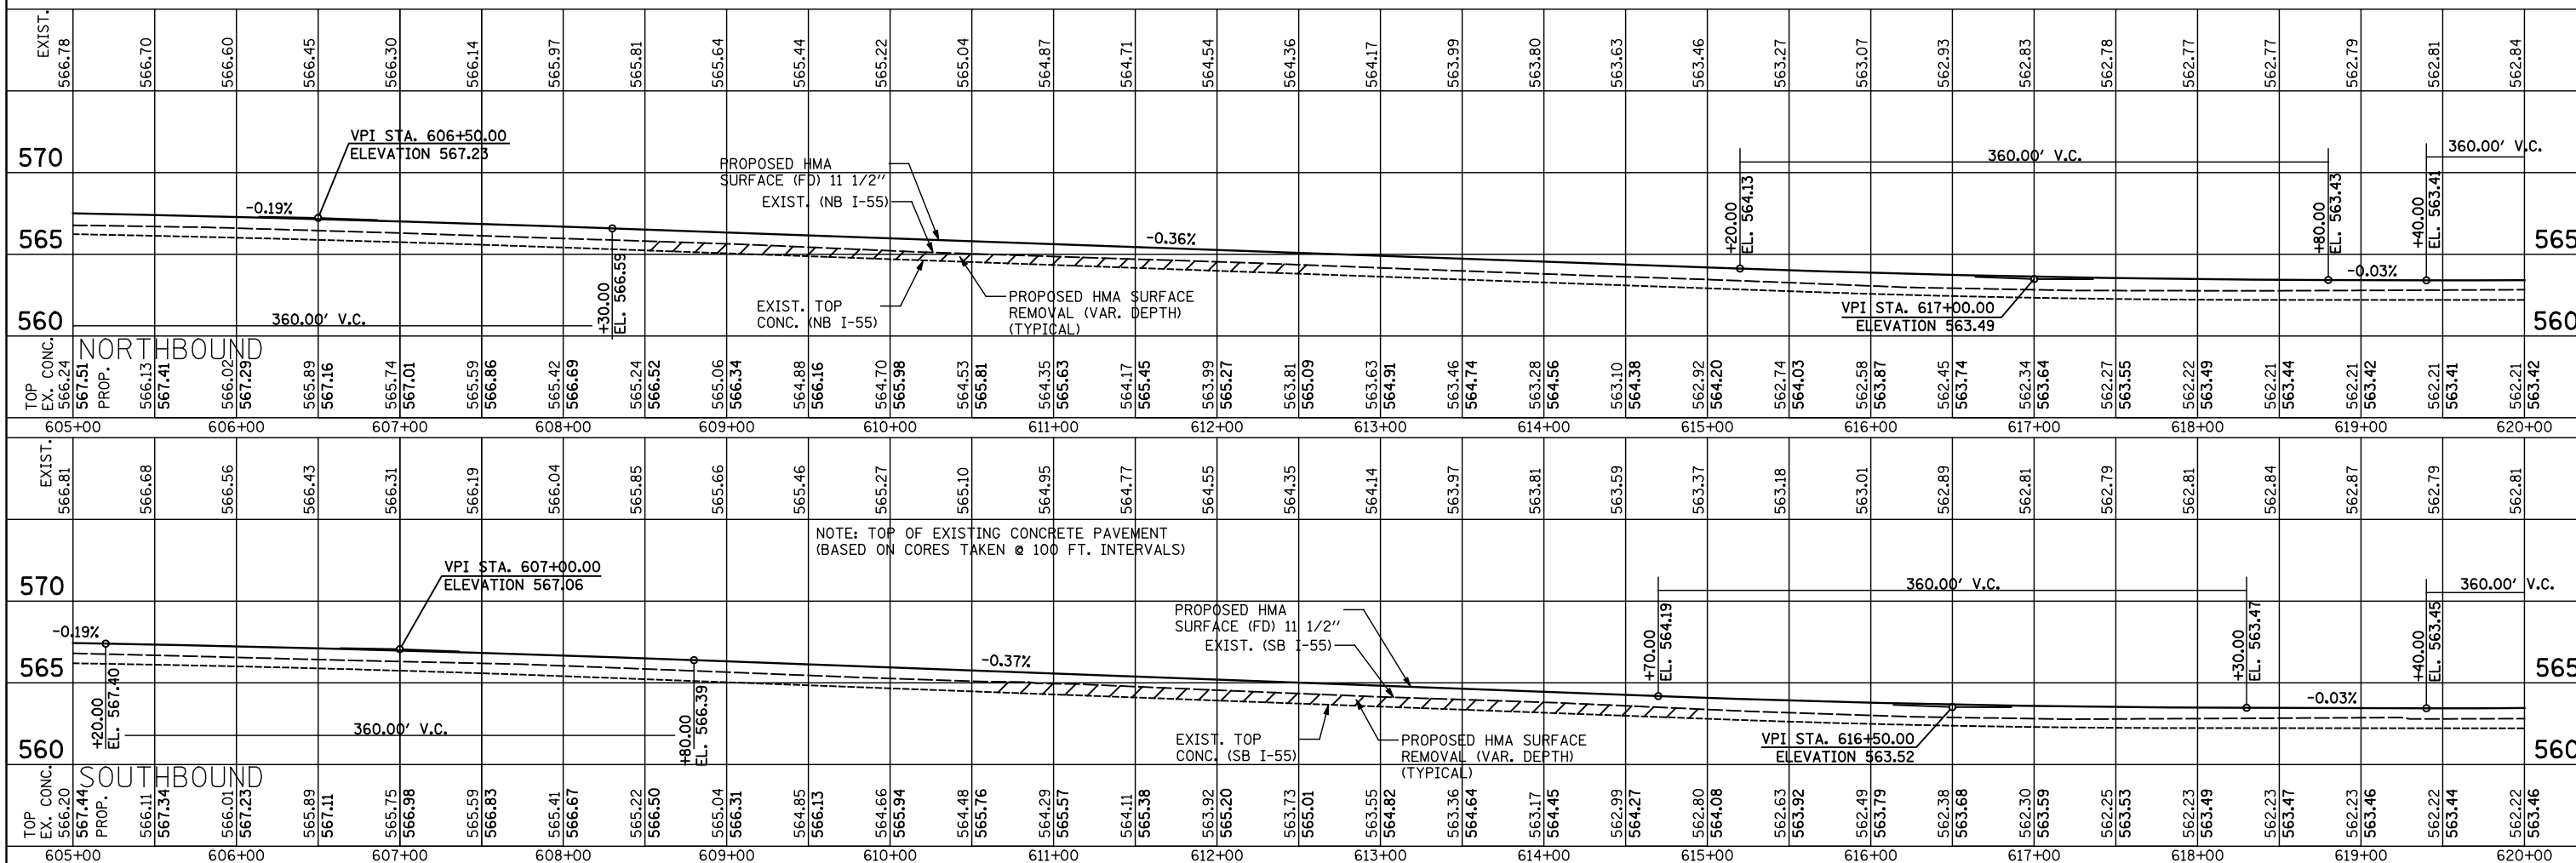 EXIST.
566.78 566.70 566.60 566.45 566.30 566.14 565.97 565.81 565.64 565.44 565.22 565.04 564.87 564.71 564.54 564.36 564.17 563.99 563.80 563.63 563.46 563.27 563.07 562.93 562.83 562.78 562.77 562.77 562.79 562.81 562.84
VPI STA. 606+50.00
ELEVATION 567.23
570
-0.19%
PROPOSED HMA
SURFACE (FD) 11 1/2"
EXIST. (NB I-55)
-0.36%
360.00' V.C.
360.00' V.C.
+20.00
EL. 564.13
+80.00
EL. 563.43
+40.00
EL. 563.41
565
565
-0.03%
+30.00
EL. 566.59
EXIST. TOP
CONC. (NB I-55)
PROPOSED HMA SURFACE
REMOVAL (VAR. DEPTH)
(TYPICAL)
VPI STA. 617+00.00
ELEVATION 563.49
560
360.00' V.C.
560
NORTHBOUND
TOP
EX. CONC.
566.24 566.13 566.02 565.89 565.74 565.59 565.42 565.24 565.06 564.88 564.70 564.53 564.35 564.17 563.99 563.81 563.63 563.46 563.28 563.10 562.92 562.74 562.58 562.45 562.34 562.27 562.22 562.21 562.21 562.21 562.21
PROP.
567.51 567.41 567.29 567.16 567.01 566.86 566.69 566.52 566.34 566.16 565.98 565.81 565.63 565.45 565.27 565.09 564.91 564.74 564.56 564.38 564.20 564.03 563.87 563.74 563.64 563.55 563.49 563.44 563.42 563.41 563.42
605+00 606+00 607+00 608+00 609+00 610+00 611+00 612+00 613+00 614+00 615+00 616+00 617+00 618+00 619+00 620+00
EXIST.
566.81 566.68 566.56 566.43 566.31 566.19 566.04 565.85 565.66 565.46 565.27 565.10 564.95 564.77 564.55 564.35 564.14 563.97 563.81 563.59 563.37 563.18 563.01 562.89 562.81 562.79 562.81 562.84 562.87 562.79 562.81
NOTE: TOP OF EXISTING CONCRETE PAVEMENT
(BASED ON CORES TAKEN @ 100 FT. INTERVALS)
VPI STA. 607+00.00
ELEVATION 567.06
570
-0.19%
PROPOSED HMA
SURFACE (FD) 11 1/2"
EXIST. (SB I-55)
-0.37%
360.00' V.C.
360.00' V.C.
+70.00
EL. 564.19
+30.00
EL. 563.47
+40.00
EL. 563.45
565
565
-0.03%
+20.00
EL. 567.40
360.00' V.C.
+80.00
EL. 566.39
EXIST. TOP
CONC. (SB I-55)
PROPOSED HMA SURFACE
REMOVAL (VAR. DEPTH)
(TYPICAL)
VPI STA. 616+50.00
ELEVATION 563.52
560
560
SOUTHBOUND
TOP
EX. CONC.
566.20 566.11 566.01 565.89 565.75 565.59 565.41 565.22 565.04 564.85 564.66 564.48 564.29 564.11 563.92 563.73 563.55 563.36 563.17 562.99 562.80 562.63 562.49 562.38 562.30 562.25 562.23 562.23 562.23 562.22 562.22
PROP.
567.44 567.34 567.23 567.11 566.98 566.83 566.67 566.50 566.31 566.13 565.94 565.76 565.57 565.38 565.20 565.01 564.82 564.64 564.45 564.27 564.08 563.92 563.79 563.68 563.59 563.53 563.49 563.47 563.46 563.44 563.46
605+00 606+00 607+00 608+00 609+00 610+00 611+00 612+00 613+00 614+00 615+00 616+00 617+00 618+00 619+00 620+00